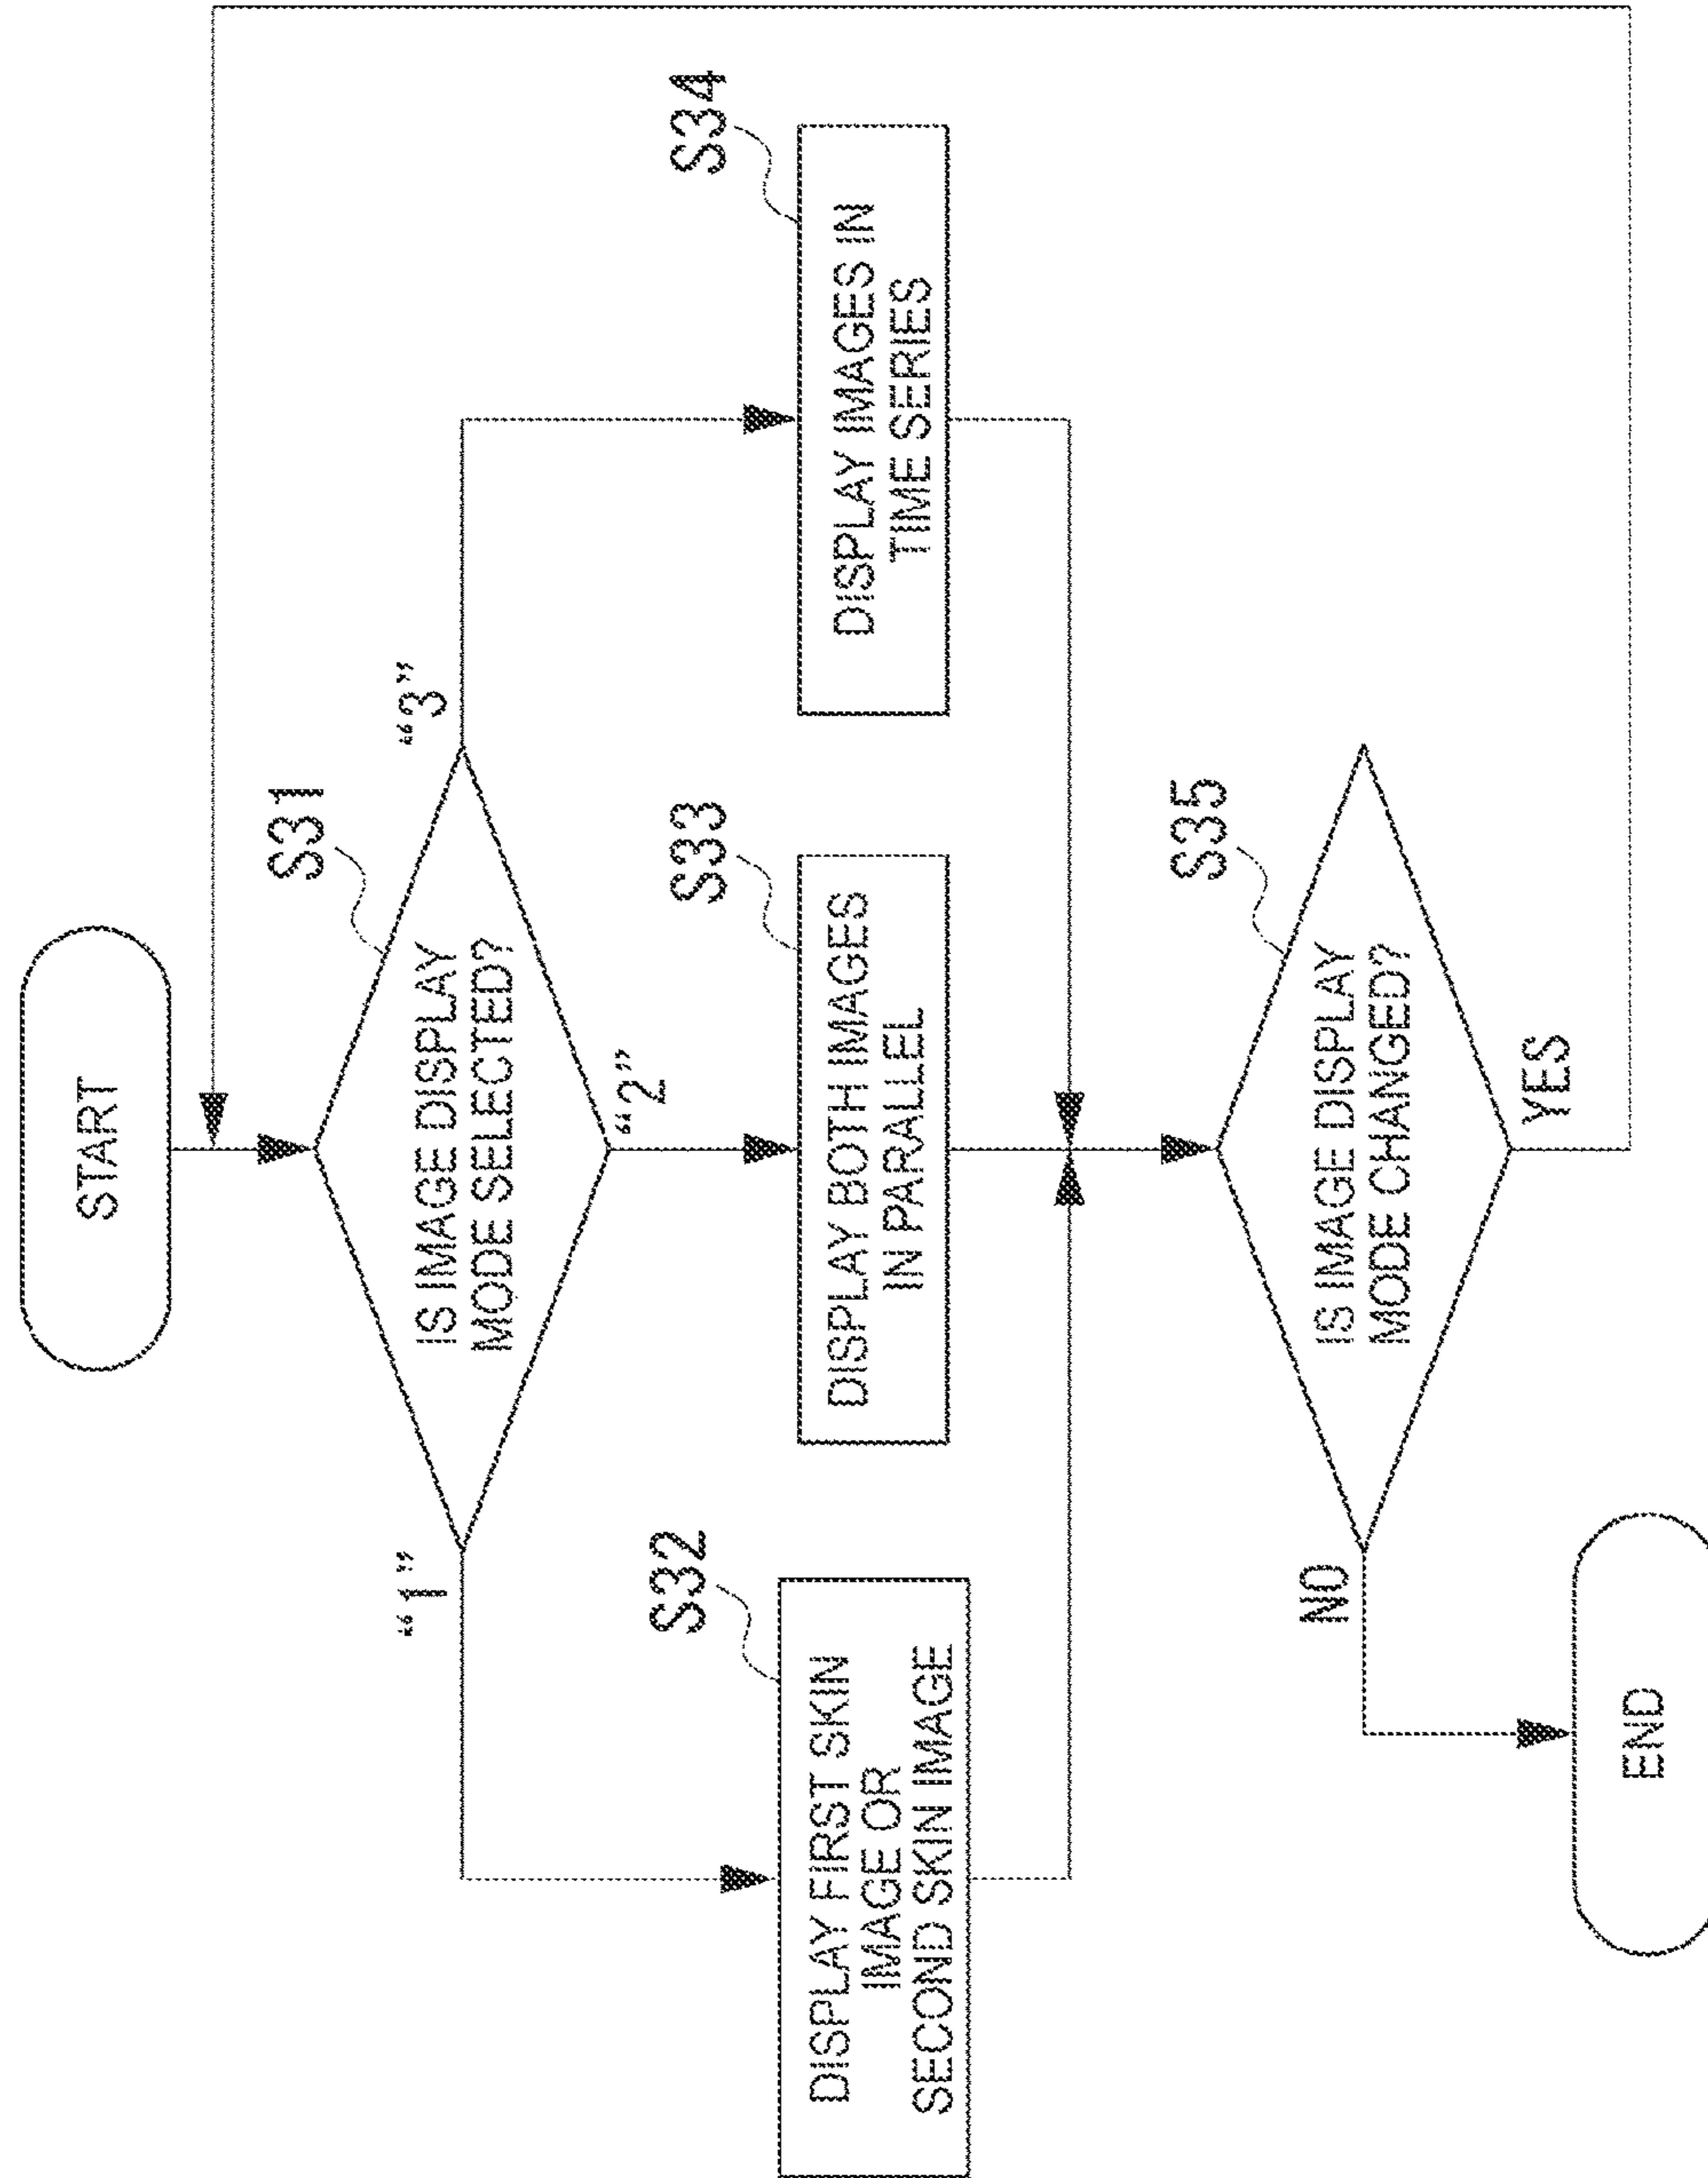 START
S31
IS IMAGE DISPLAY
MODE SELECTED?
“1”
“2”
“3”
S32
DISPLAY FIRST SKIN
IMAGE OR
SECOND SKIN IMAGE
S33
DISPLAY BOTH IMAGES
IN PARALLEL
S34
DISPLAY IMAGES IN
TIME SERIES
S35
IS IMAGE DISPLAY
MODE CHANGED?
NO
YES
END